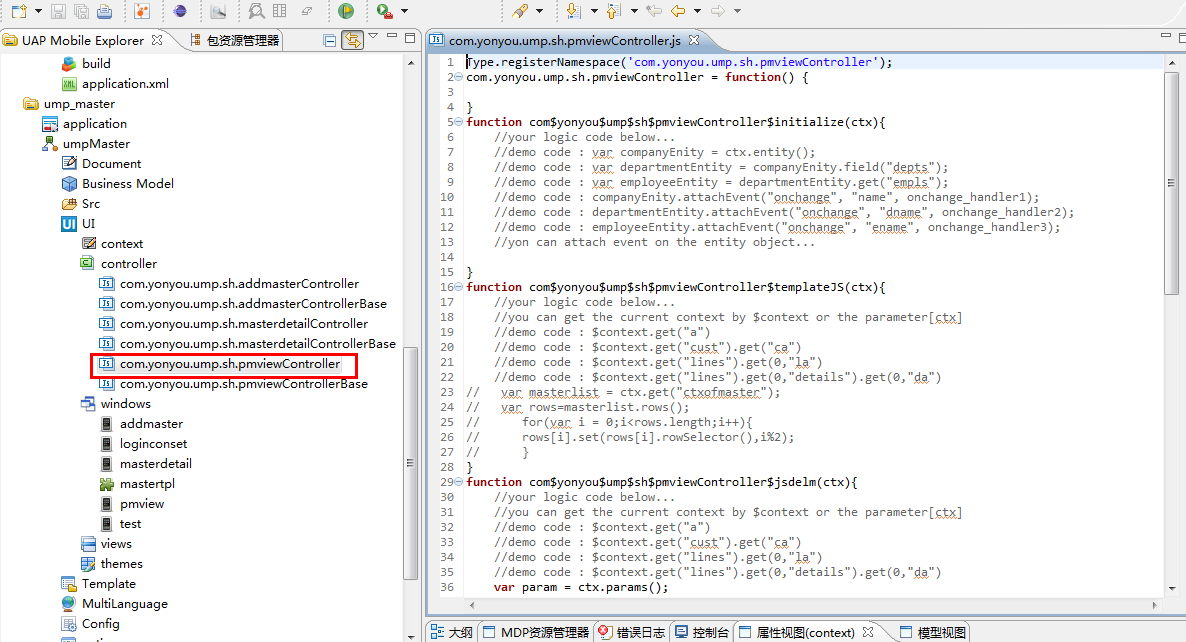 UAP Mobile Explorer
包资源管理器
build
application.xml
ump_master
application
umpMaster
Document
Business Model
Src
UI
context
controller
com.yonyou.ump.sh.addmasterController
com.yonyou.ump.sh.addmasterControllerBase
com.yonyou.ump.sh.masterdetailController
com.yonyou.ump.sh.masterdetailControllerBase
com.yonyou.ump.sh.pmviewController
com.yonyou.ump.sh.pmviewControllerBase
windows
addmaster
loginconset
masterdetail
mastertpl
pmview
test
views
themes
Template
MultiLanguage
Config
com.yonyou.ump.sh.pmviewController.js
1 Type.registerNamespace('com.yonyou.ump.sh.pmviewController');
2 com.yonyou.ump.sh.pmviewController = function() {
3
4 }
5 function com$yonyou$ump$sh$pmviewController$initialize(ctx){
6 //your logic code below...
7 //demo code : var companyEnity = ctx.entity();
8 //demo code : var departmentEntity = companyEnity.field("depts");
9 //demo code : var employeeEntity = departmentEntity.get("empls");
10 //demo code : companyEnity.attachEvent("onchange", "name", onchange_handler1);
11 //demo code : departmentEntity.attachEvent("onchange", "dname", onchange_handler2);
12 //demo code : employeeEntity.attachEvent("onchange", "ename", onchange_handler3);
13 //yon can attach event on the entity object...
14
15 }
16 function com$yonyou$ump$sh$pmviewController$templateJS(ctx){
17 //your logic code below...
18 //you can get the current context by $context or the parameter[ctx]
19 //demo code : $context.get("a")
20 //demo code : $context.get("cust").get("ca")
21 //demo code : $context.get("lines").get(0,"la")
22 //demo code : $context.get("lines").get(0,"details").get(0,"da")
23 // var masterlist = ctx.get("ctxofmaster");
24 // var rows=masterlist.rows();
25 // for(var i = 0;i<rows.length;i++){
26 // rows[i].set(rows[i].rowSelector(),i%2);
27 // }
28 }
29 function com$yonyou$ump$sh$pmviewController$jsdelm(ctx){
30 //your logic code below...
31 //you can get the current context by $context or the parameter[ctx]
32 //demo code : $context.get("a")
33 //demo code : $context.get("cust").get("ca")
34 //demo code : $context.get("lines").get(0,"la")
35 //demo code : $context.get("lines").get(0,"details").get(0,"da")
36 var param = ctx.params();
大纲 MDP资源管理器 错误日志 控制台 属性视图(context) 模型视图